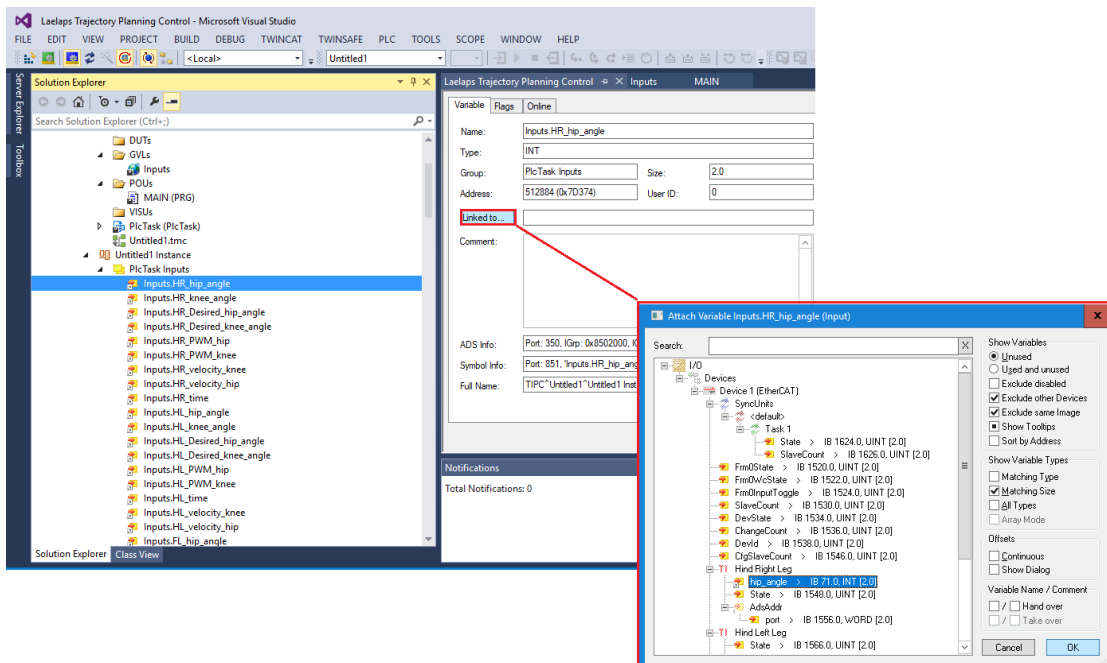 Laelaps Trajectory Planning Control - Microsoft Visual Studio
FILE EDIT VIEW PROJECT BUILD DEBUG TWINCAT TWINSAFE PLC TOOLS SCOPE WINDOW HELP
<Local> Untitled1
Server Explorer
Toolbox
Solution Explorer
Search Solution Explorer (Ctrl+;)
DUTs
GVLs
Inputs
POUs
MAIN (PRG)
VISUs
PlcTask (PlcTask)
Untitled1.tmc
Untitled1 Instance
PlcTask Inputs
Inputs.HR_hip_angle
Inputs.HR_knee_angle
Inputs.HR_Desired_hip_angle
Inputs.HR_Desired_knee_angle
Inputs.HR_PWM_hip
Inputs.HR_PWM_knee
Inputs.HR_velocity_knee
Inputs.HR_velocity_hip
Inputs.HR_time
Inputs.HL_hip_angle
Inputs.HL_knee_angle
Inputs.HL_Desired_hip_angle
Inputs.HL_Desired_knee_angle
Inputs.HL_PWM_hip
Inputs.HL_PWM_knee
Inputs.HL_time
Inputs.HL_velocity_knee
Inputs.HL_velocity_hip
Inputs.FL_hip_angle
Solution Explorer Class View
Laelaps Trajectory Planning Control Inputs MAIN
Variable Flags Online
Name: Inputs.HR_hip_angle
Type: INT
Group: PlcTask Inputs Size: 2.0
Address: 512884 (0x7D374) User ID: 0
Linked to...
Comment:
ADS Info: Port: 350, IGrp: 0x8502000, I
Symbol Info: Port: 851, 'Inputs.HR_hip_ang
Full Name: TIPC^Untitled1^Untitled1 Inst
Notifications
Total Notifications: 0
Attach Variable Inputs.HR_hip_angle (Input)
Search:
I/O
Devices
Device 1 (EtherCAT)
SyncUnits
<default>
Task 1
State > IB 1624.0, UINT [2.0]
SlaveCount > IB 1626.0, UINT [2.0]
Frm0State > IB 1520.0, UINT [2.0]
Frm0WcState > IB 1522.0, UINT [2.0]
Frm0InputToggle > IB 1524.0, UINT [2.0]
SlaveCount > IB 1530.0, UINT [2.0]
DevState > IB 1534.0, UINT [2.0]
ChangeCount > IB 1536.0, UINT [2.0]
DevId > IB 1538.0, UINT [2.0]
CfgSlaveCount > IB 1546.0, UINT [2.0]
Hind Right Leg
hip_angle > IB 71.0, INT [2.0]
State > IB 1548.0, UINT [2.0]
AdsAddr
port > IB 1556.0, WORD [2.0]
Hind Left Leg
State > IB 1566.0, UINT [2.0]
Show Variables
Unused
Used and unused
Exclude disabled
Exclude other Devices
Exclude same Image
Show Tooltips
Sort by Address
Show Variable Types
Matching Type
Matching Size
All Types
Array Mode
Offsets
Continuous
Show Dialog
Variable Name / Comment
/ Hand over
/ Take over
Cancel OK